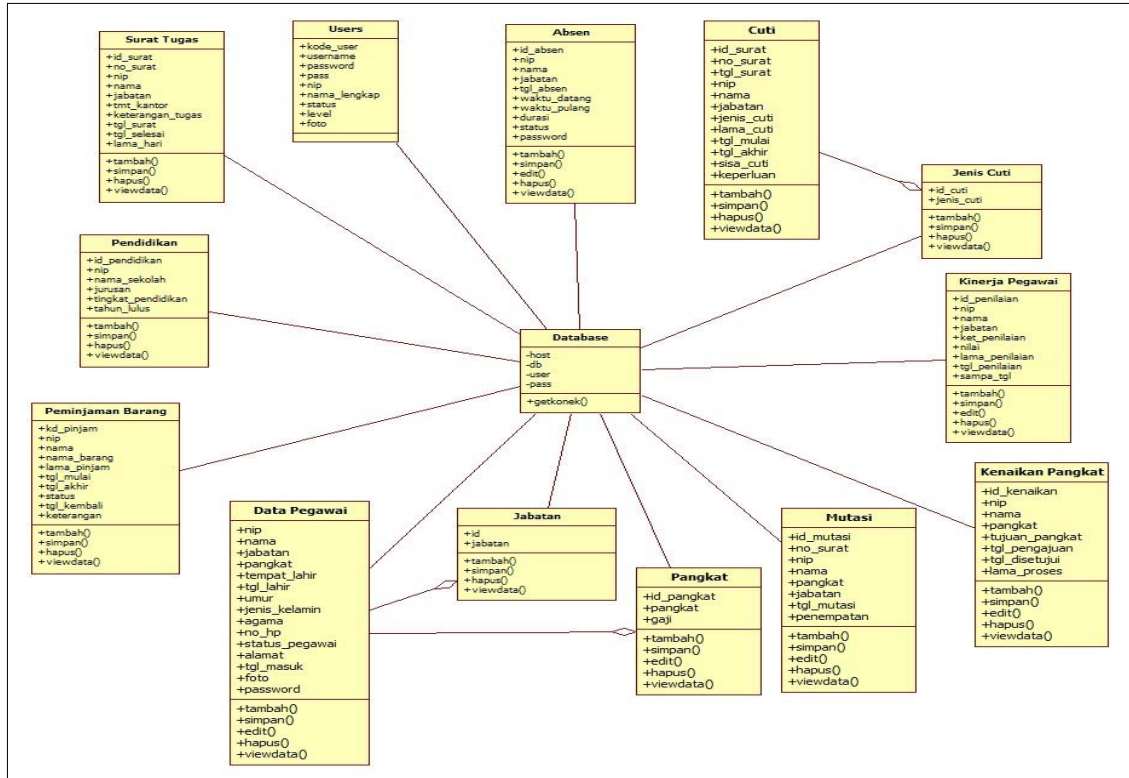 Surat Tugas
+id_surat
+no_surat
+nip
+nama
+jabatan
+tmt_kantor
+keterangan_tugas
+tgl_surat
+tgl_selesai
+lama_hari
+tambah()
+simpan()
+hapus()
+viewdata()
Users
+kode_user
+username
+password
+pass
+nip
+nama_lengkap
+status
+level
+foto
Absen
+id_absen
+nip
+nama
+jabatan
+tgl_absen
+waktu_datang
+waktu_pulang
+durasi
+status
+password
+tambah()
+simpan()
+edit()
+hapus()
+viewdata()
Cuti
+id_surat
+no_surat
+tgl_surat
+nip
+nama
+jabatan
+jenis_cuti
+lama_cuti
+tgl_mulai
+tgl_akhir
+sisa_cuti
+keperluan
+tambah()
+simpan()
+hapus()
+viewdata()
Jenis Cuti
+id_cuti
+jenis_cuti
+tambah()
+simpan()
+hapus()
+viewdata()
Pendidikan
+id_pendidikan
+nip
+nama_sekolah
+jurusan
+tingkat_pendidikan
+tahun_lulus
+tambah()
+simpan()
+hapus()
+viewdata()
Database
-host
-db
-user
-pass
+getkonek()
Kinerja Pegawai
+id_penilaian
+nip
+nama
+jabatan
+ket_penilaian
+nilai
+lama_penilaian
+tgl_penilaian
+sampa_tgl
+tambah()
+simpan()
+edit()
+hapus()
+viewdata()
Peminjaman Barang
+kd_pinjam
+nip
+nama
+nama_barang
+lama_pinjam
+tgl_mulai
+tgl_akhir
+status
+tgl_kembali
+keterangan
+tambah()
+simpan()
+hapus()
+viewdata()
Data Pegawai
+nip
+nama
+jabatan
+pangkat
+tempat_lahir
+tgl_lahir
+umur
+jenis_kelamin
+agama
+no_hp
+status_pegawai
+alamat
+tgl_masuk
+foto
+password
+tambah()
+simpan()
+edit()
+hapus()
+viewdata()
Jabatan
+id
+jabatan
+tambah()
+simpan()
+hapus()
+viewdata()
Pangkat
+id_pangkat
+pangkat
+gaji
+tambah()
+simpan()
+edit()
+hapus()
+viewdata()
Mutasi
+id_mutasi
+no_surat
+nip
+nama
+pangkat
+jabatan
+tgl_mutasi
+penempatan
+tambah()
+simpan()
+edit()
+hapus()
+viewdata()
Kenaikan Pangkat
+id_kenaikan
+nip
+nama
+pangkat
+tujuan_pangkat
+tgl_pengajuan
+tgl_disetujui
+lama_proses
+tambah()
+simpan()
+edit()
+hapus()
+viewdata()